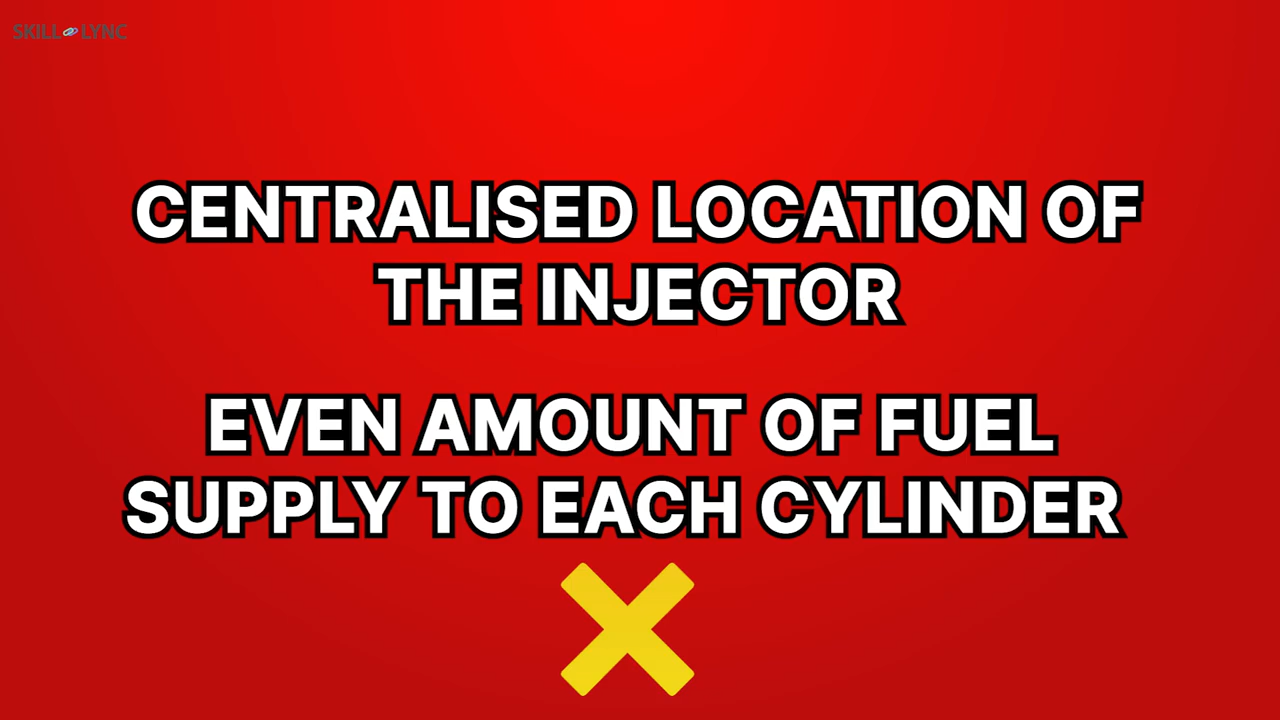 SKILL LYNC
CENTRALISED LOCATION OF
THE INJECTOR
EVEN AMOUNT OF FUEL
SUPPLY TO EACH CYLINDER